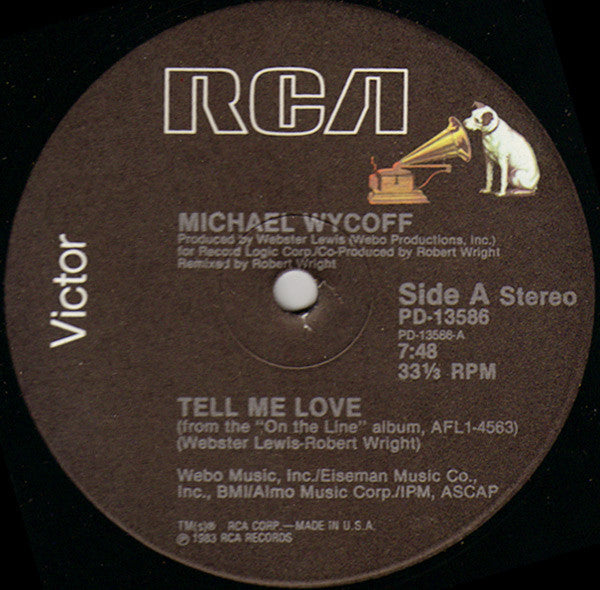 RCA
Victor
MICHAEL WYCOFF
Produced by Webster Lewis (Webo Productions, Inc.)
for Record Logic Corp./Co-Produced by Robert Wright
Remixed by Robert Wright
Side A Stereo
PD-13586
PD-13586-A
7:48
33⅓ RPM
TELL ME LOVE
(from the "On the Line" album, AFL1-4563)
(Webster Lewis-Robert Wright)
Webo Music, Inc./Eiseman Music Co.,
Inc., BMI/Almo Music Corp./IPM, ASCAP
TM(s)® RCA CORP.—MADE IN U.S.A.
℗ 1983 RCA RECORDS